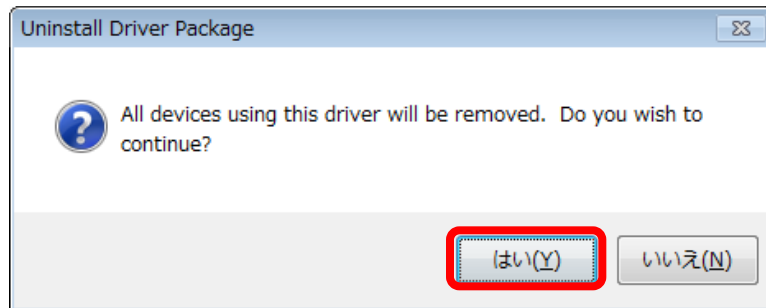 Uninstall Driver Package
All devices using this driver will be removed. Do you wish to
continue?
はい(Y)
いいえ(N)